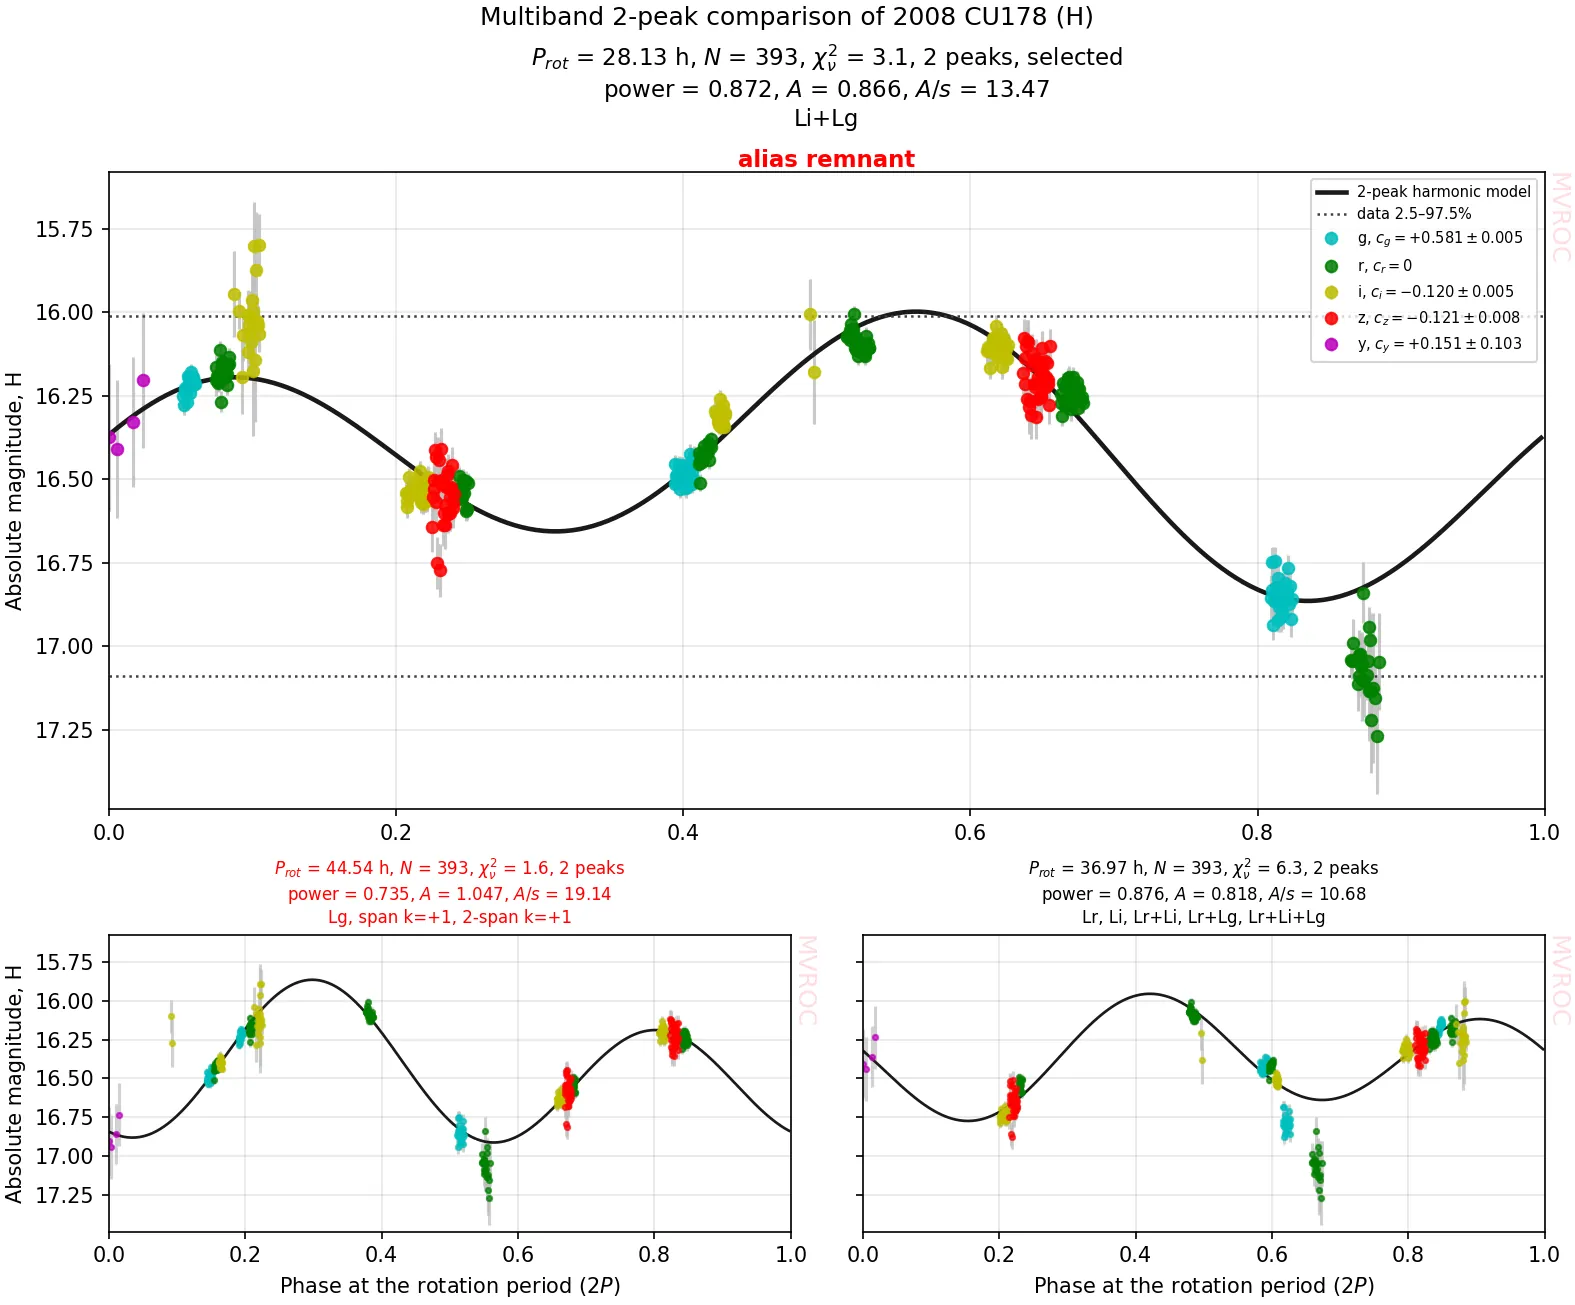 Multiband 2-peak comparison of 2008 CU178 (H)
P_rot = 28.13 h, N = 393, χ²_ν = 3.1, 2 peaks, selected
power = 0.872, A = 0.866, A/s = 13.47
Li+Lg
alias remnant
2-peak harmonic model
data 2.5–97.5%
g, c_g = +0.581 ± 0.005
r, c_r = 0
i, c_i = −0.120 ± 0.005
z, c_z = −0.121 ± 0.008
y, c_y = +0.151 ± 0.103
MVROC
Absolute magnitude, H
15.75
16.00
16.25
16.50
16.75
17.00
17.25
0.0 0.2 0.4 0.6 0.8 1.0
P_rot = 44.54 h, N = 393, χ²_ν = 1.6, 2 peaks
power = 0.735, A = 1.047, A/s = 19.14
Lg, span k=+1, 2-span k=+1
MVROC
Absolute magnitude, H
15.75
16.00
16.25
16.50
16.75
17.00
17.25
0.0 0.2 0.4 0.6 0.8 1.0
Phase at the rotation period (2P)
P_rot = 36.97 h, N = 393, χ²_ν = 6.3, 2 peaks
power = 0.876, A = 0.818, A/s = 10.68
Lr, Li, Lr+Li, Lr+Lg, Lr+Li+Lg
MVROC
0.0 0.2 0.4 0.6 0.8 1.0
Phase at the rotation period (2P)